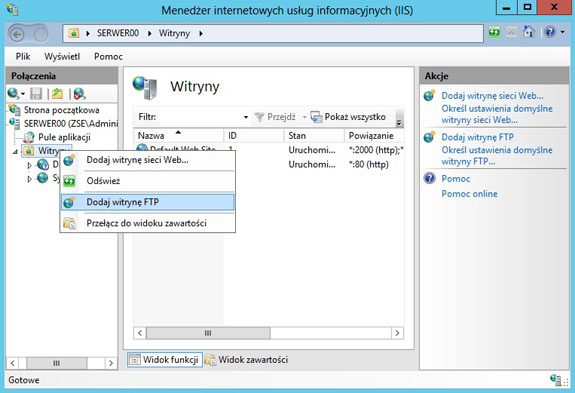 Menedżer internetowych usług informacyjnych (IIS)
SERWER00 Witryny
Plik Wyświetl Pomoc
Połączenia
Strona początkowa
SERWER00 (ZSE\Admini
Pule aplikacji
Witryny
D
Sy
Dodaj witrynę sieci Web...
Odśwież
Dodaj witrynę FTP
Przełącz do widoku zawartości
Witryny
Filtr: Przejdź Pokaż wszystko
Nazwa ID Stan Powiązanie
Default Web Site 1 Uruchomi... *:2000 (http);*
Uruchomi... *:80 (http)
Widok funkcji Widok zawartości
Akcje
Dodaj witrynę sieci Web...
Określ ustawienia domyślne
witryny sieci Web...
Dodaj witrynę FTP
Określ ustawienia domyślne
witryny FTP...
Pomoc
Pomoc online
Gotowe